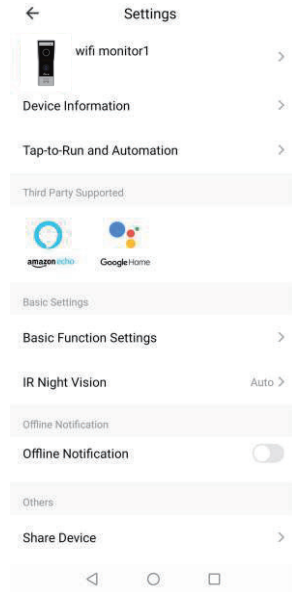 Settings
wifi monitor1
Device Information
Tap-to-Run and Automation
Third Party Supported
amazon echo
Google Home
Basic Settings
Basic Function Settings
IR Night Vision Auto
Offline Notification
Offline Notification
Others
Share Device